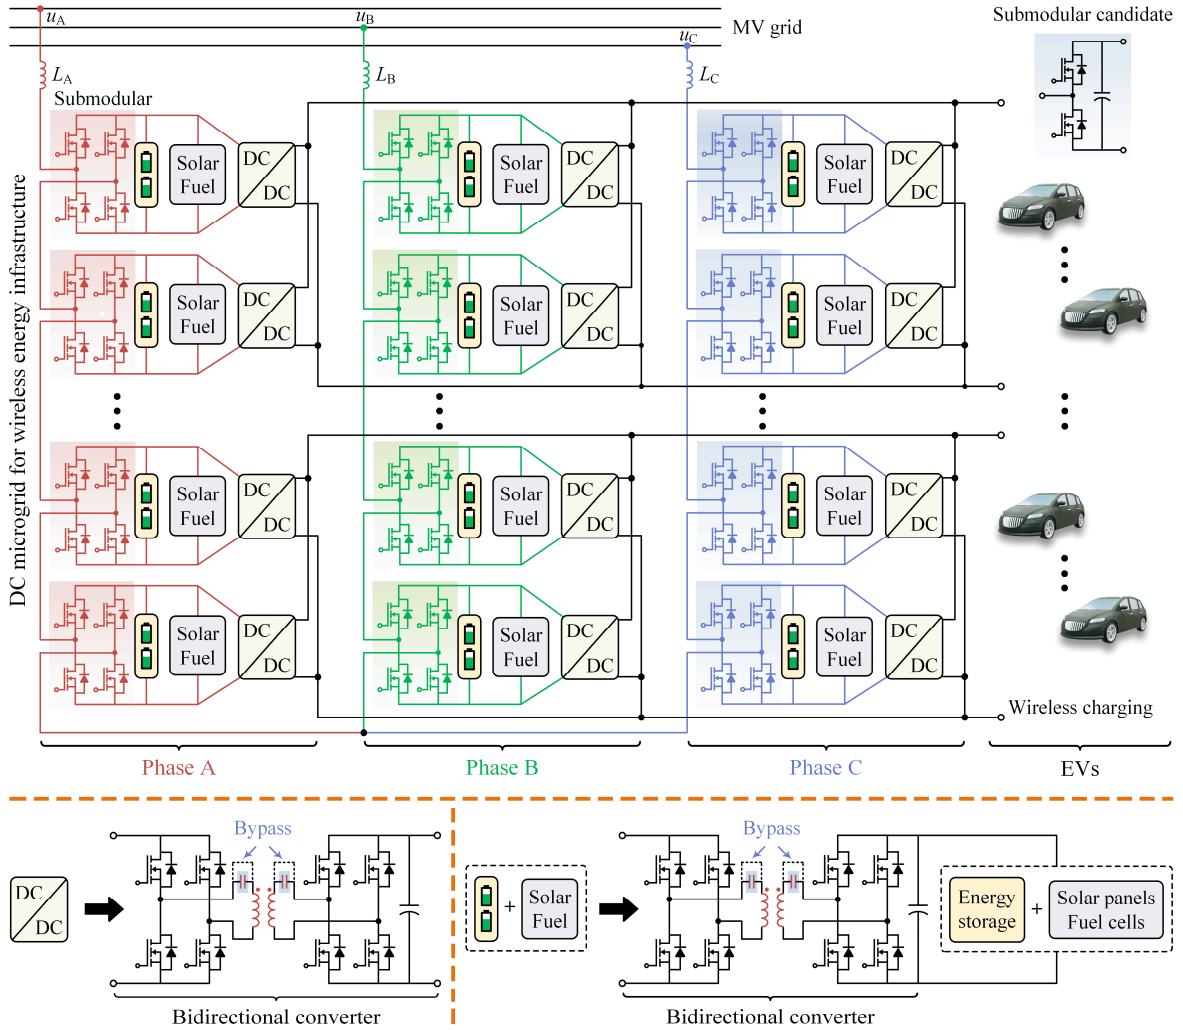 uA
uB
uC
MV grid
Submodular candidate
LA
LB
LC
Submodular
DC microgrid for wireless energy infrastructure
Solar
Fuel
DC
DC
Solar
Fuel
DC
DC
Solar
Fuel
DC
DC
Solar
Fuel
DC
DC
Solar
Fuel
DC
DC
Solar
Fuel
DC
DC
Solar
Fuel
DC
DC
Solar
Fuel
DC
DC
Solar
Fuel
DC
DC
Solar
Fuel
DC
DC
Solar
Fuel
DC
DC
Solar
Fuel
DC
DC
Wireless charging
Phase A
Phase B
Phase C
EVs
DC
DC
Bypass
Bidirectional converter
+
Solar
Fuel
Bypass
Energy
storage
+
Solar panels
Fuel cells
Bidirectional converter